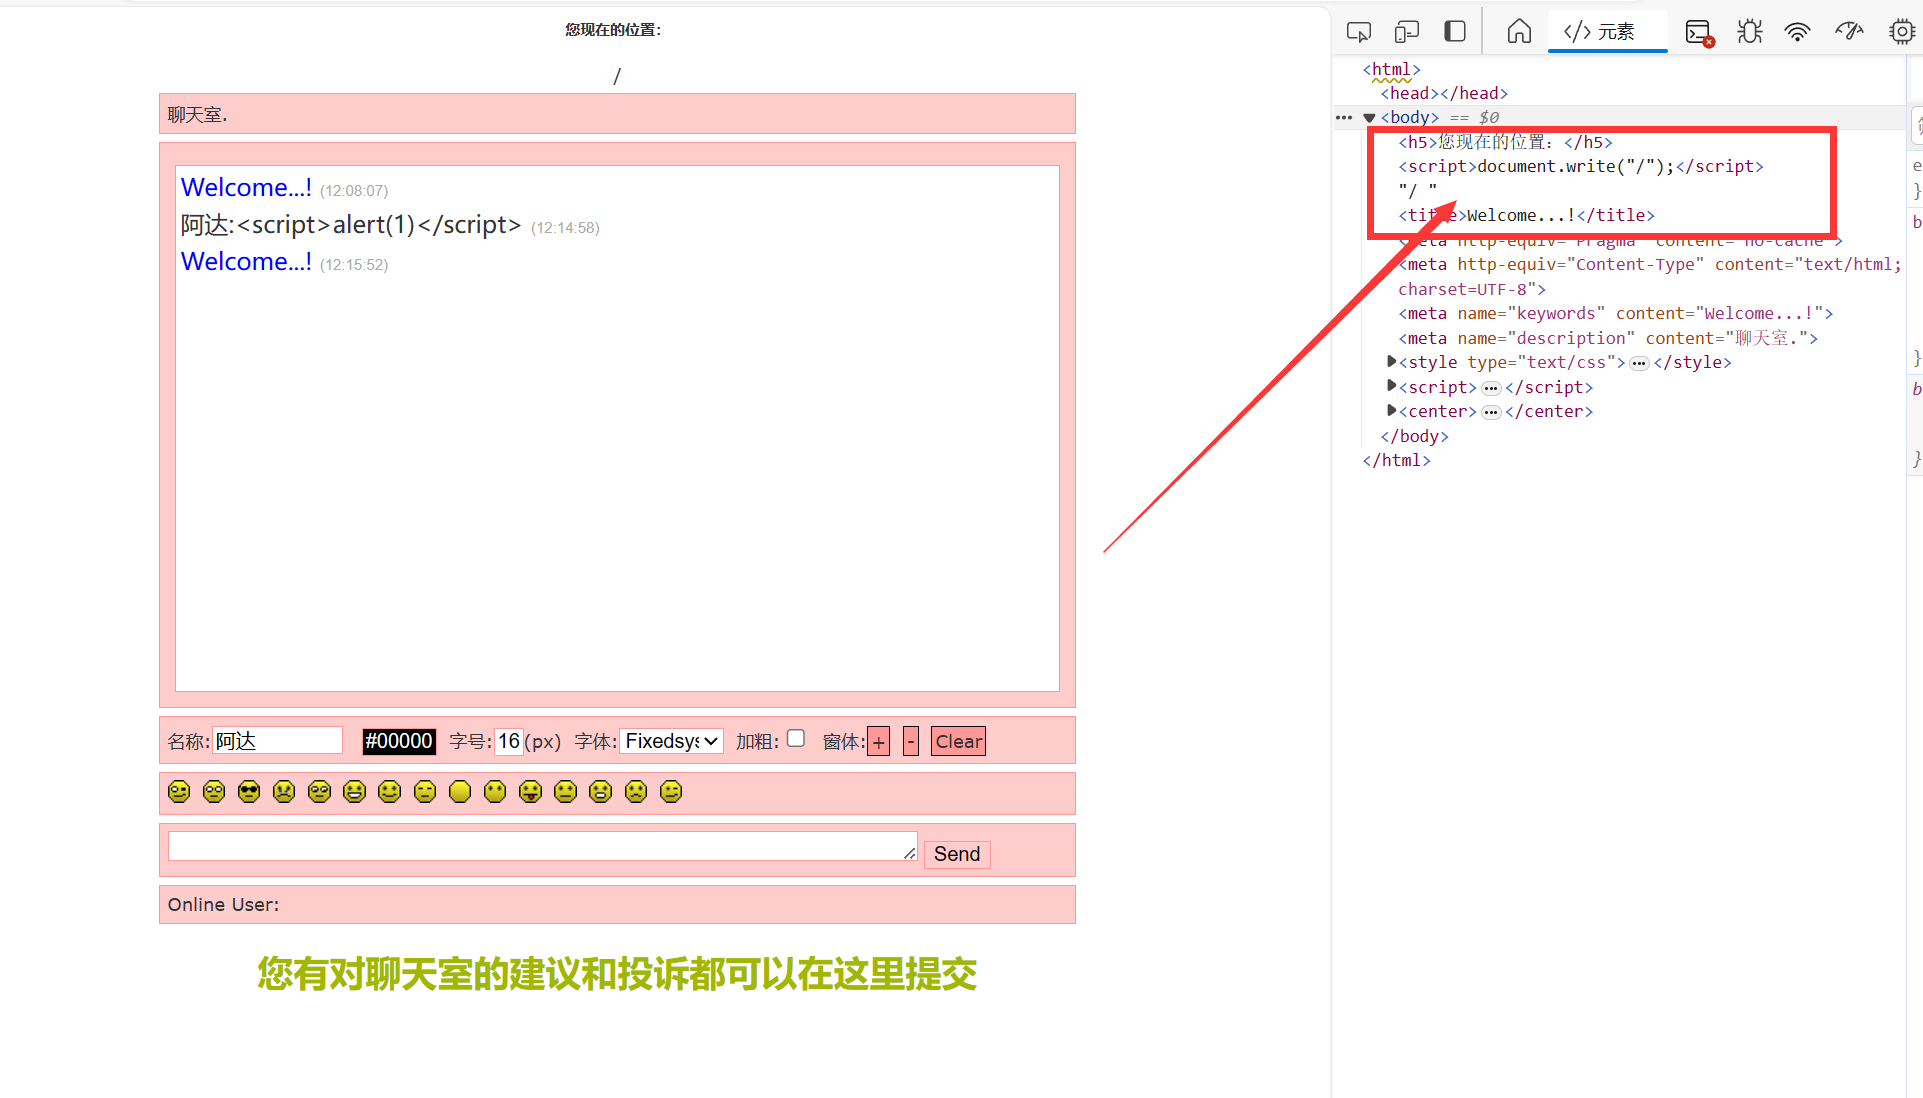 您现在的位置：
/
聊天室.
Welcome...! (12:08:07)
阿达:<script>alert(1)</script> (12:14:58)
Welcome...! (12:15:52)
名称: 阿达 #00000 字号: 16 (px) 字体: Fixedsys 加粗: 窗体: + - Clear
Send
Online User:
您有对聊天室的建议和投诉都可以在这里提交
</> 元素
<html>
<head></head>
••• <body> == $0
<h5>您现在的位置：</h5>
<script>document.write("/");</script>
"/ "
<title>Welcome...!</title>
<meta http-equiv="Pragma" content="no-cache">
<meta http-equiv="Content-Type" content="text/html;
charset=UTF-8">
<meta name="keywords" content="Welcome...!">
<meta name="description" content="聊天室.">
<style type="text/css">•••</style>
<script>•••</script>
<center>•••</center>
</body>
</html>
e
}
b
}
b
}